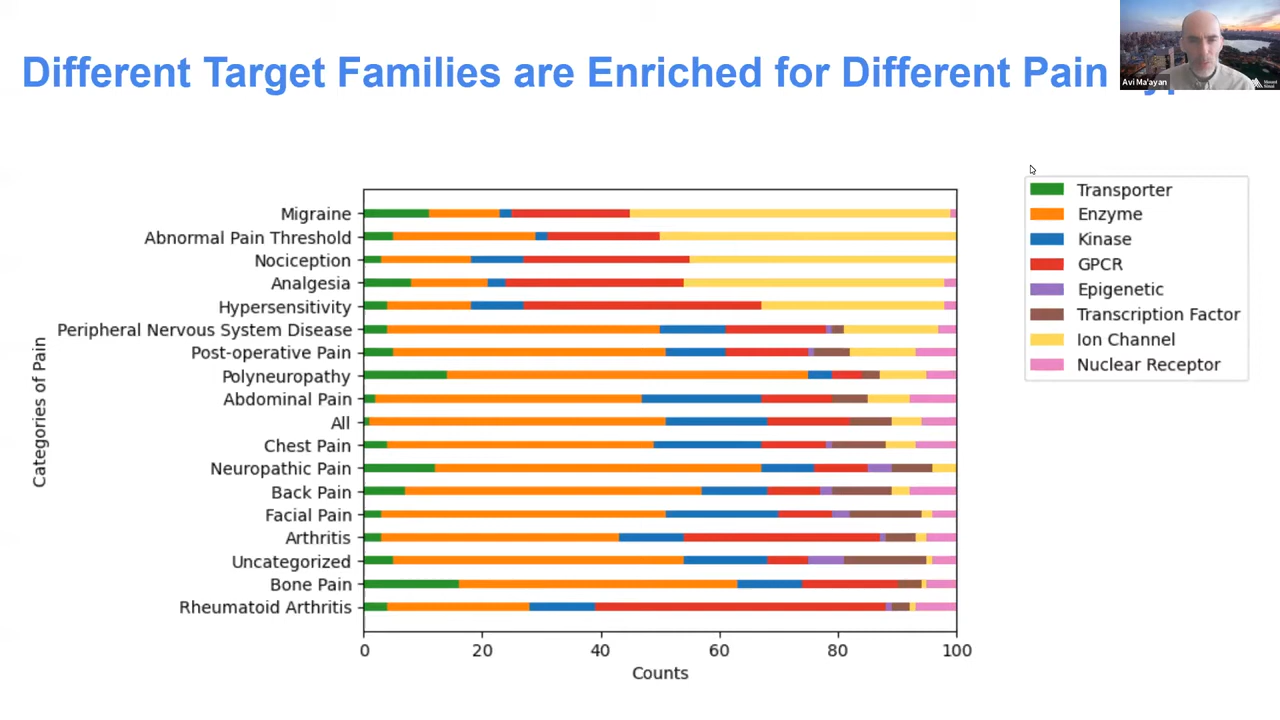 Different Target Families are Enriched for Different Pain
Avi Ma'ayan
Transporter
Enzyme
Kinase
GPCR
Epigenetic
Transcription Factor
Ion Channel
Nuclear Receptor
Categories of Pain
Migraine
Abnormal Pain Threshold
Nociception
Analgesia
Hypersensitivity
Peripheral Nervous System Disease
Post-operative Pain
Polyneuropathy
Abdominal Pain
All
Chest Pain
Neuropathic Pain
Back Pain
Facial Pain
Arthritis
Uncategorized
Bone Pain
Rheumatoid Arthritis
0 20 40 60 80 100
Counts